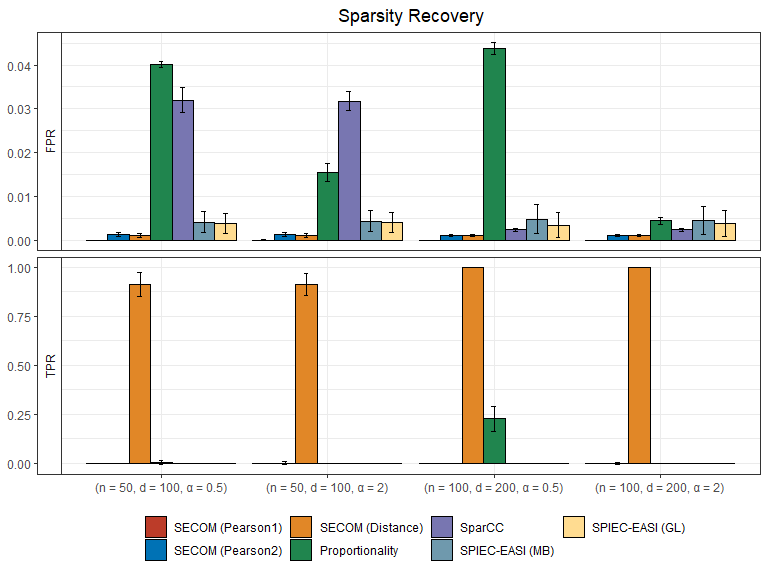 Sparsity Recovery
FPR
0.04
0.03
0.02
0.01
0.00
TPR
1.00
0.75
0.50
0.25
0.00
(n = 50, d = 100, α = 0.5)
(n = 50, d = 100, α = 2)
(n = 100, d = 200, α = 0.5)
(n = 100, d = 200, α = 2)
SECOM (Pearson1)
SECOM (Distance)
SparCC
SPIEC-EASI (GL)
SECOM (Pearson2)
Proportionality
SPIEC-EASI (MB)